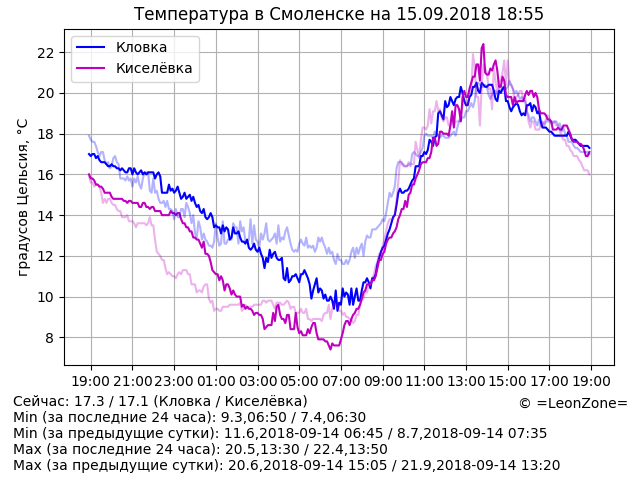 Температура в Смоленске на 15.09.2018 18:55
Кловка
Киселёвка
градусов Цельсия, °C
22
20
18
16
14
12
10
8
19:00 21:00 23:00 01:00 03:00 05:00 07:00 09:00 11:00 13:00 15:00 17:00 19:00
Сейчас: 17.3 / 17.1 (Кловка / Киселёвка)
© =LeonZone=
Min (за последние 24 часа): 9.3,06:50 / 7.4,06:30
Min (за предыдущие сутки): 11.6,2018-09-14 06:45 / 8.7,2018-09-14 07:35
Max (за последние 24 часа): 20.5,13:30 / 22.4,13:50
Max (за предыдущие сутки): 20.6,2018-09-14 15:05 / 21.9,2018-09-14 13:20